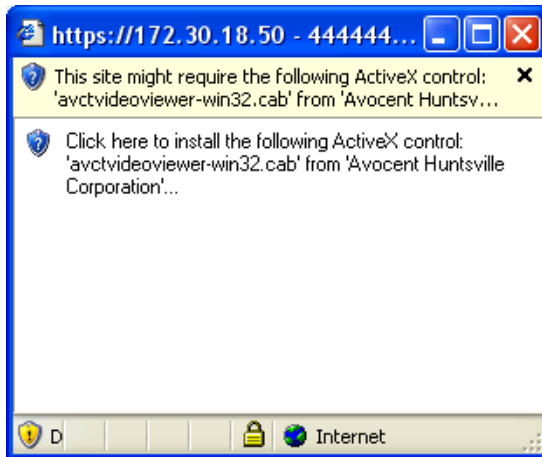 https://172.30.18.50 - 444444...
This site might require the following ActiveX control:
'avctvideoviewer-win32.cab' from 'Avocent Huntsv...
Click here to install the following ActiveX control:
'avctvideoviewer-win32.cab' from 'Avocent Huntsville
Corporation'...
D
Internet